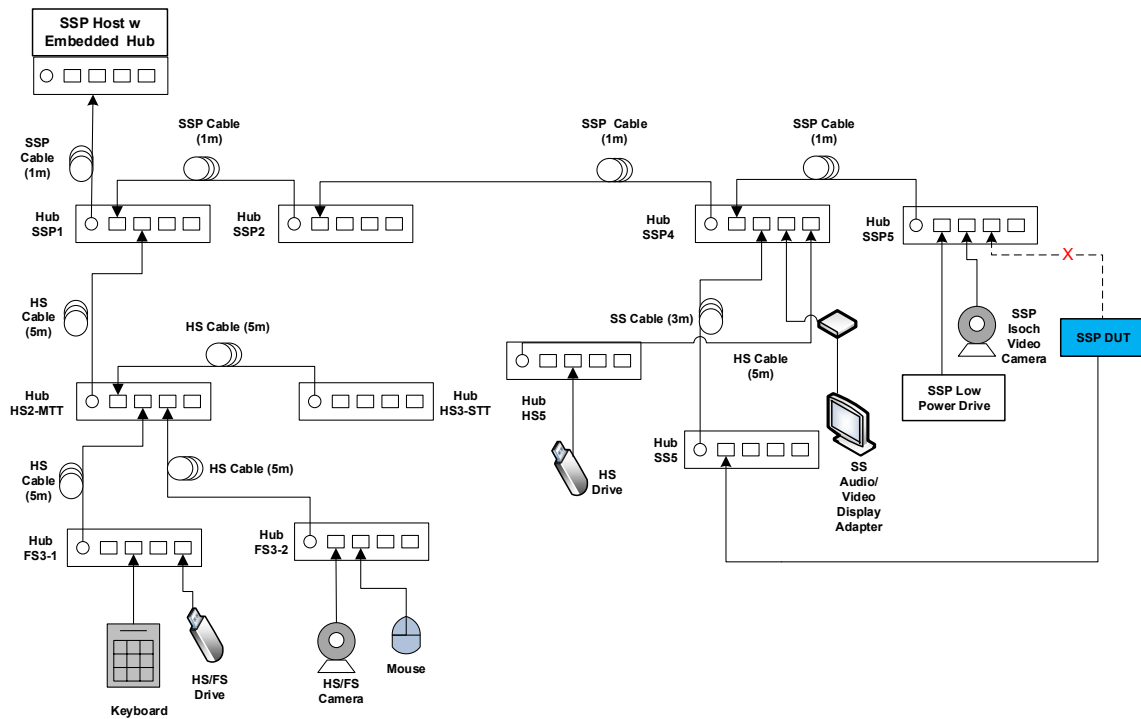 SSP Host w
Embedded Hub
SSP
Cable
(1m)
SSP Cable
(1m)
SSP Cable
(1m)
SSP Cable
(1m)
Hub
SSP1
Hub
SSP2
Hub
SSP4
Hub
SSP5
X
HS
Cable
(5m)
HS Cable (5m)
SS Cable (3m)
HS Cable
(5m)
SSP
Isoch
Video
Camera
SSP DUT
SSP Low
Power Drive
Hub
HS2-MTT
Hub
HS3-STT
Hub
HS5
Hub
SS5
HS
Drive
SS
Audio/
Video
Display
Adapter
HS
Cable
(5m)
HS Cable (5m)
Hub
FS3-1
Hub
FS3-2
Keyboard
HS/FS
Drive
HS/FS
Camera
Mouse